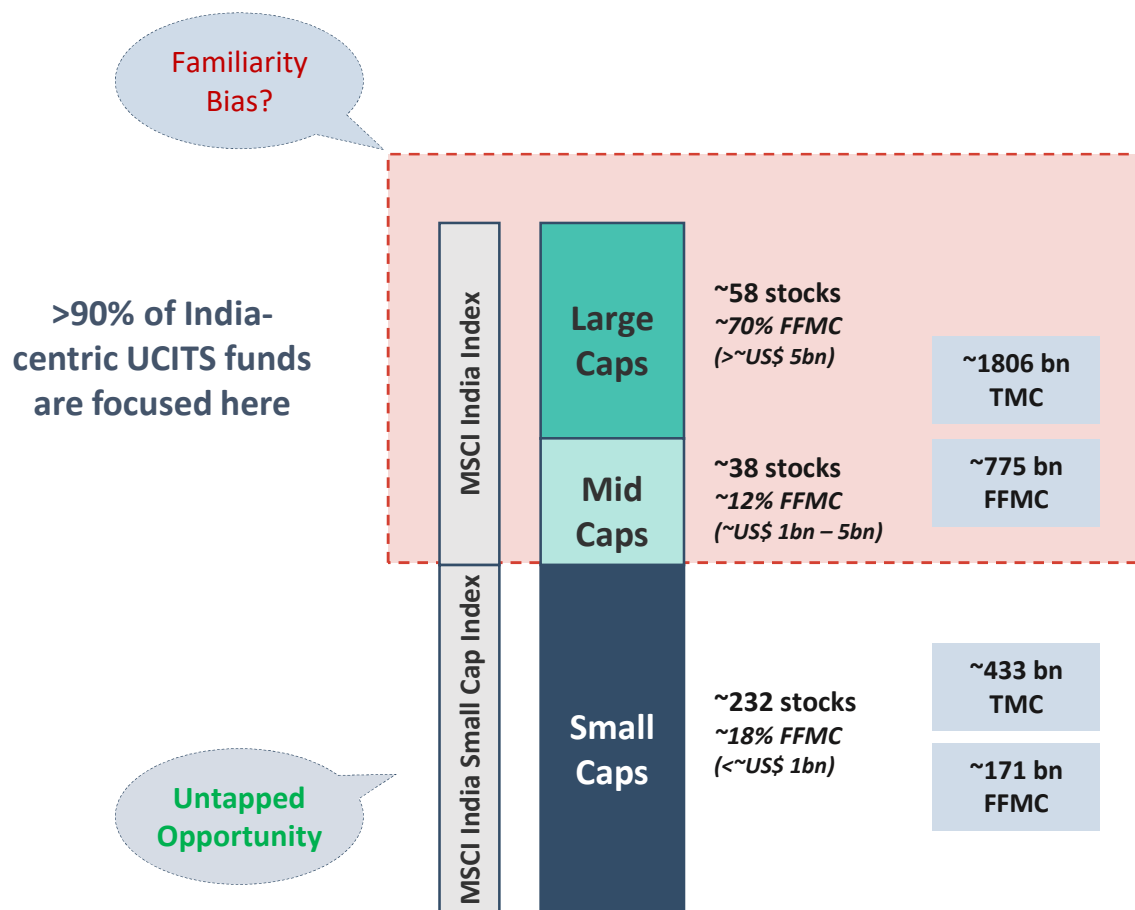 Familiarity
Bias?
>90% of India-
centric UCITS funds
are focused here
MSCI India Index
Large
Caps
~58 stocks
~70% FFMC
(>~US$ 5bn)
~1806 bn
TMC
Mid
Caps
~38 stocks
~12% FFMC
(~US$ 1bn – 5bn)
~775 bn
FFMC
MSCI India Small Cap Index
Small
Caps
~232 stocks
~18% FFMC
(<~US$ 1bn)
~433 bn
TMC
~171 bn
FFMC
Untapped
Opportunity